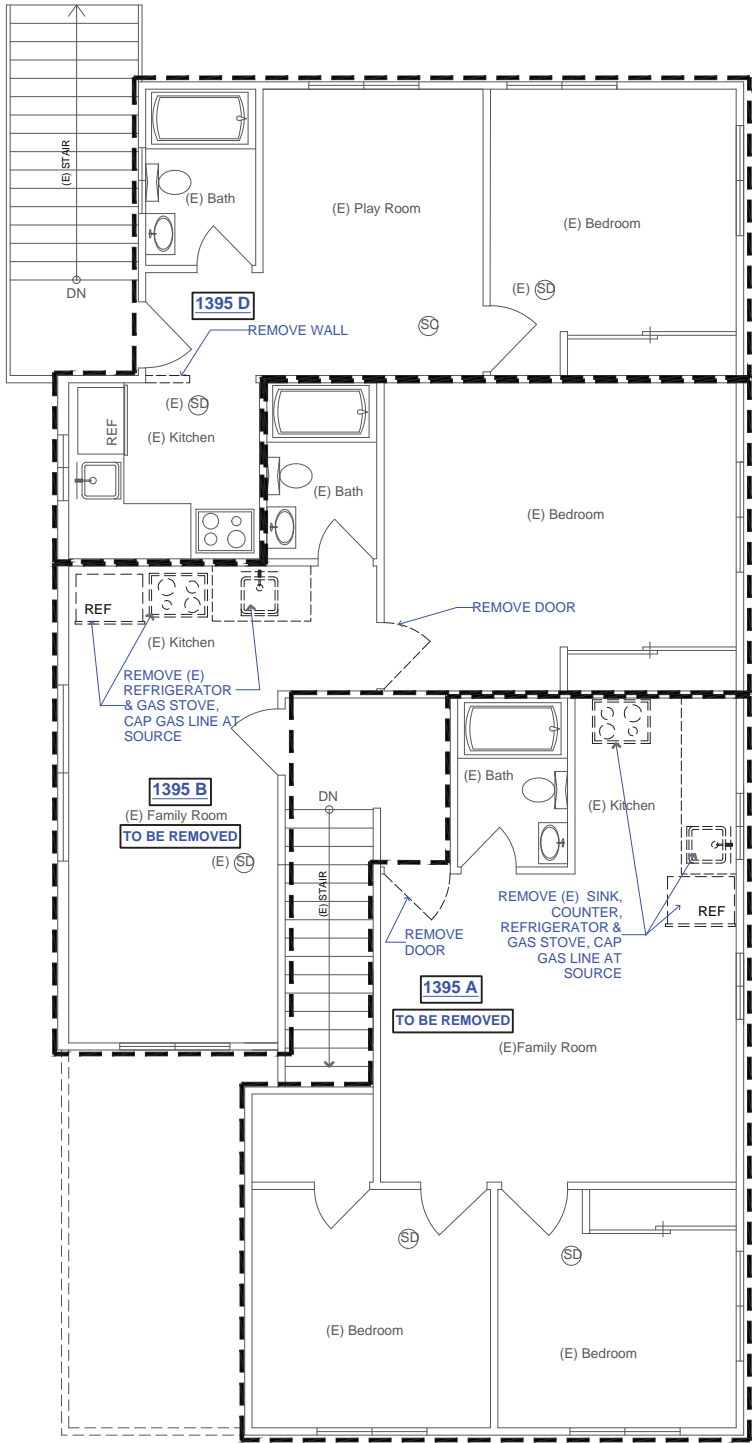 (E) STAIR
DN
(E) Bath
(E) Play Room
(E) Bedroom
(E) SD
1395 D
REMOVE WALL
SC
(E) SD
REF
(E) Kitchen
(E) Bath
(E) Bedroom
REF
(E) Kitchen
REMOVE DOOR
REMOVE (E)
REFRIGERATOR
& GAS STOVE,
CAP GAS LINE AT
SOURCE
1395 B
(E) Family Room
TO BE REMOVED
(E) SD
DN
(E) STAIR
(E) Bath
(E) Kitchen
REF
REMOVE (E) SINK,
COUNTER,
REFRIGERATOR &
GAS STOVE, CAP
GAS LINE AT
SOURCE
REMOVE
DOOR
1395 A
TO BE REMOVED
(E)Family Room
SD
SD
(E) Bedroom
(E) Bedroom